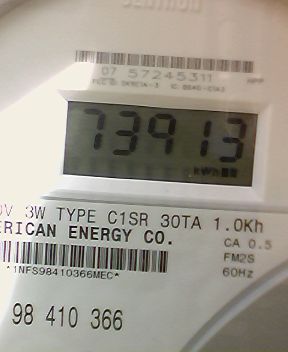 07 57245311
73913
kWh
V 3W TYPE C1SR 30TA 1.0Kh
ERICAN ENERGY CO.
CA 0.5
FM2S
60Hz
*1NFS98410366MEC*
98 410 366